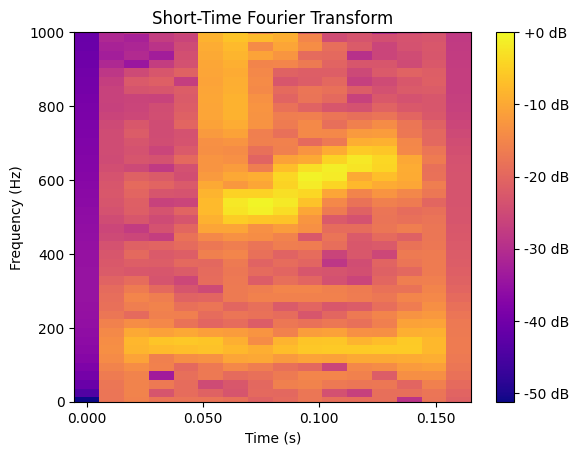 Short-Time Fourier Transform
1000
800
600
400
200
0
Frequency (Hz)
0.000
0.050
0.100
0.150
Time (s)
+0 dB
-10 dB
-20 dB
-30 dB
-40 dB
-50 dB